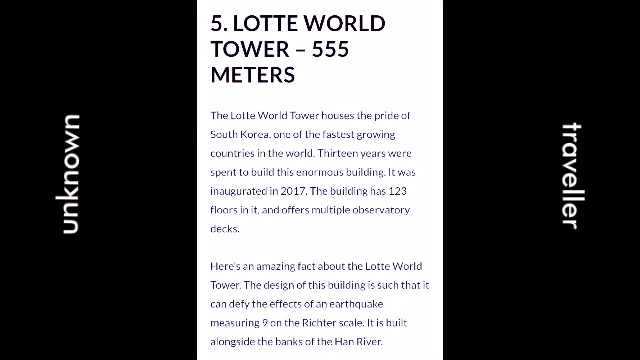 unknown
5. LOTTE WORLD
TOWER – 555
METERS
The Lotte World Tower houses the pride of
South Korea, one of the fastest growing
countries in the world. Thirteen years were
spent to build this enormous building. It was
inaugurated in 2017. The building has 123
floors in it, and offers multiple observatory
decks.
Here's an amazing fact about the Lotte World
Tower. The design of this building is such that it
can defy the effects of an earthquake
measuring 9 on the Richter scale. It is built
alongside the banks of the Han River.
traveller